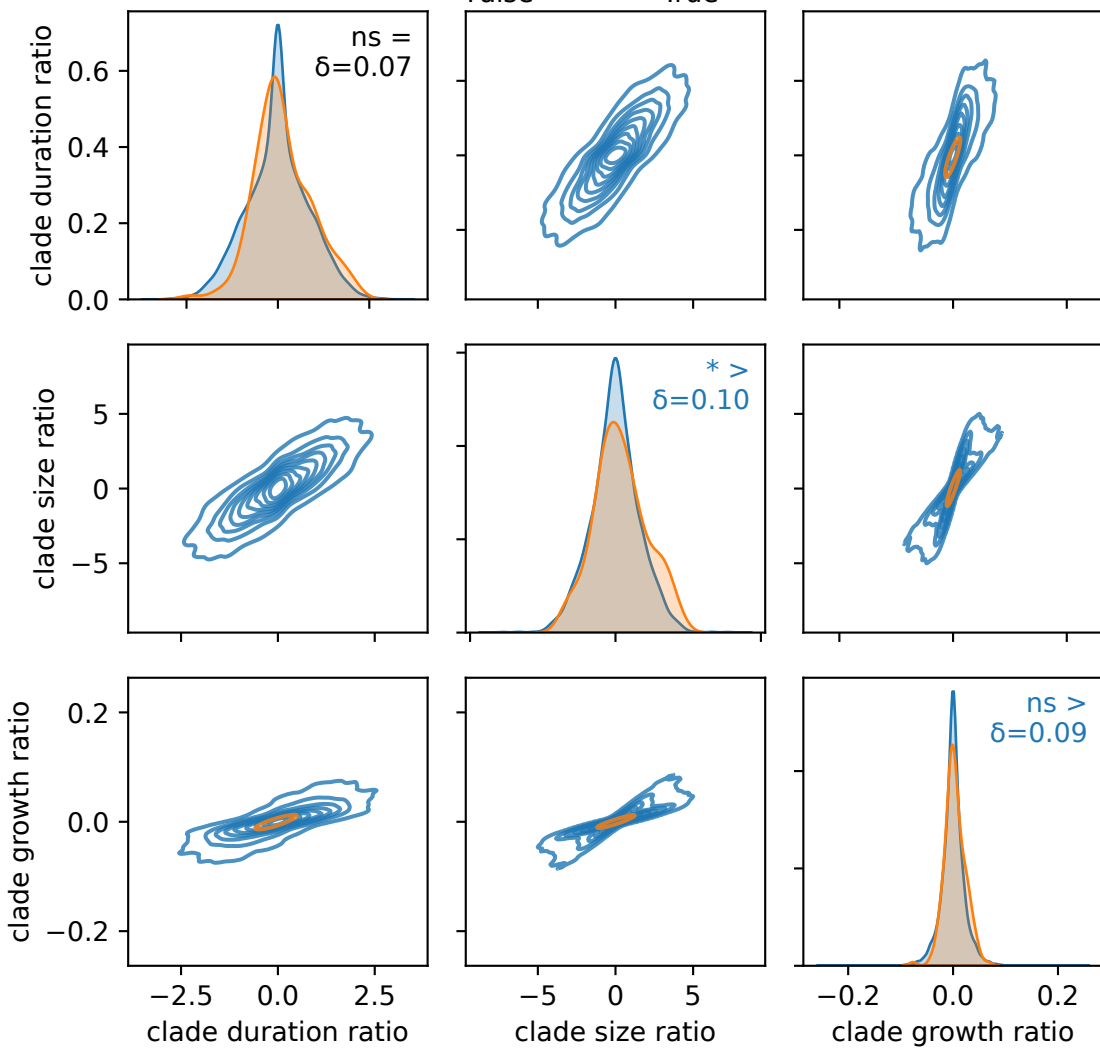 ns =
δ=0.07
clade duration ratio
0.6
0.4
0.2
0.0
* >
δ=0.10
clade size ratio
5
0
−5
ns >
δ=0.09
clade growth ratio
0.2
0.0
−0.2
−2.5 0.0 2.5 −5 0 5 −0.2 0.0 0.2
clade duration ratio clade size ratio clade growth ratio